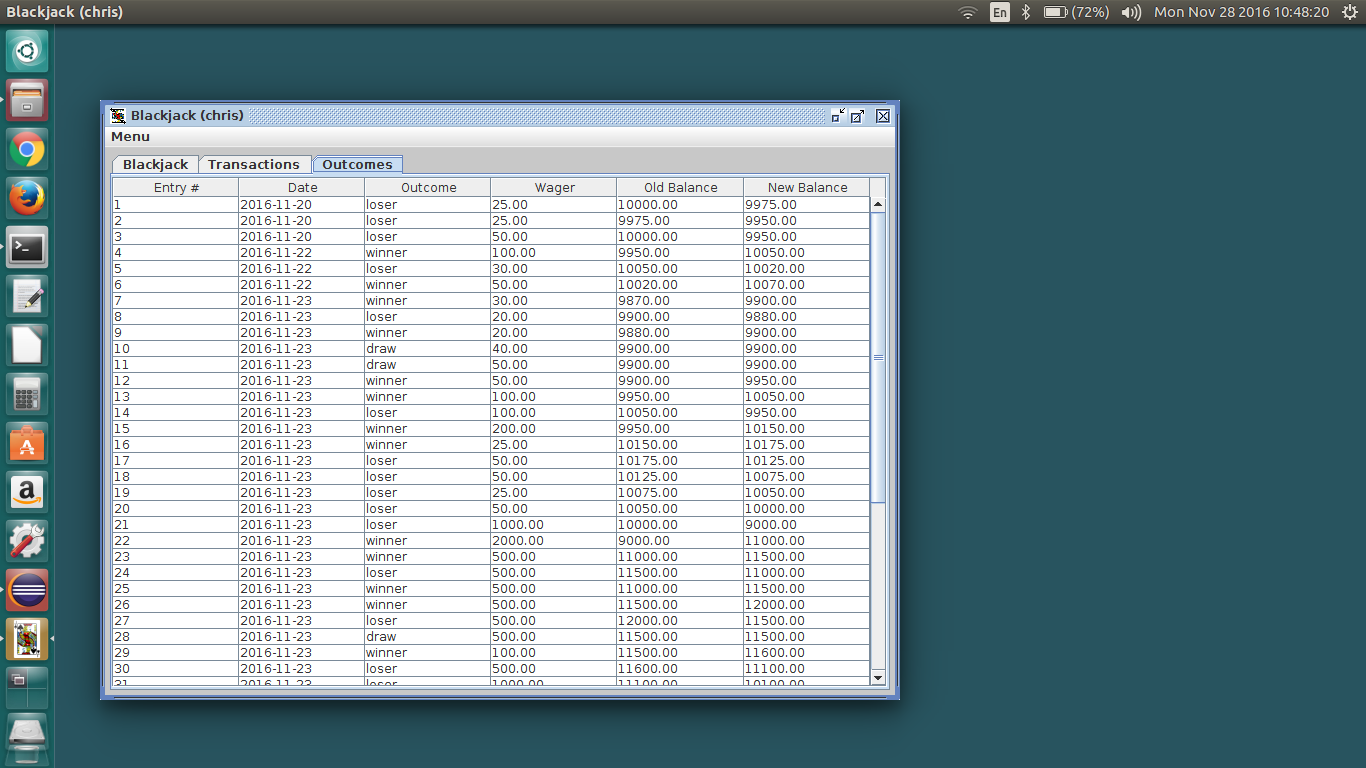 Blackjack (chris) En (72%) Mon Nov 28 2016 10:48:20
Blackjack (chris)
Menu
Blackjack Transactions Outcomes
Entry # Date Outcome Wager Old Balance New Balance
1 2016-11-20 loser 25.00 10000.00 9975.00
2 2016-11-20 loser 25.00 9975.00 9950.00
3 2016-11-20 loser 50.00 10000.00 9950.00
4 2016-11-22 winner 100.00 9950.00 10050.00
5 2016-11-22 loser 30.00 10050.00 10020.00
6 2016-11-22 winner 50.00 10020.00 10070.00
7 2016-11-23 winner 30.00 9870.00 9900.00
8 2016-11-23 loser 20.00 9900.00 9880.00
9 2016-11-23 winner 20.00 9880.00 9900.00
10 2016-11-23 draw 40.00 9900.00 9900.00
11 2016-11-23 draw 50.00 9900.00 9900.00
12 2016-11-23 winner 50.00 9900.00 9950.00
13 2016-11-23 winner 100.00 9950.00 10050.00
14 2016-11-23 loser 100.00 10050.00 9950.00
15 2016-11-23 winner 200.00 9950.00 10150.00
16 2016-11-23 winner 25.00 10150.00 10175.00
17 2016-11-23 loser 50.00 10175.00 10125.00
18 2016-11-23 loser 50.00 10125.00 10075.00
19 2016-11-23 loser 25.00 10075.00 10050.00
20 2016-11-23 loser 50.00 10050.00 10000.00
21 2016-11-23 loser 1000.00 10000.00 9000.00
22 2016-11-23 winner 2000.00 9000.00 11000.00
23 2016-11-23 winner 500.00 11000.00 11500.00
24 2016-11-23 loser 500.00 11500.00 11000.00
25 2016-11-23 winner 500.00 11000.00 11500.00
26 2016-11-23 winner 500.00 11500.00 12000.00
27 2016-11-23 loser 500.00 12000.00 11500.00
28 2016-11-23 draw 500.00 11500.00 11500.00
29 2016-11-23 winner 100.00 11500.00 11600.00
30 2016-11-23 loser 500.00 11600.00 11100.00
31 2016-11-23 loser 1000.00 11100.00 10100.00